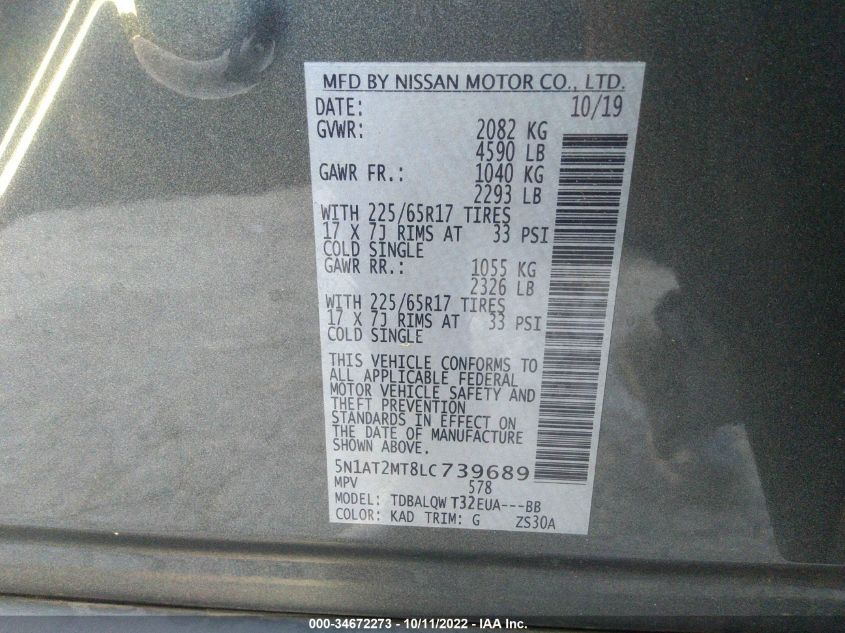 MFD BY NISSAN MOTOR CO., LTD.
DATE: 10/19
GVWR: 2082 KG
4590 LB
GAWR FR.: 1040 KG
2293 LB
WITH 225/65R17 TIRES
17 X 7J RIMS AT 33 PSI
COLD SINGLE
GAWR RR.: 1055 KG
2326 LB
WITH 225/65R17 TIRES
17 X 7J RIMS AT 33 PSI
COLD SINGLE
THIS VEHICLE CONFORMS TO
ALL APPLICABLE FEDERAL
MOTOR VEHICLE SAFETY AND
THEFT PREVENTION
STANDARDS IN EFFECT ON
THE DATE OF MANUFACTURE
SHOWN ABOVE.
5N1AT2MT8LC739689
MPV 578
MODEL: TDBALQW T32EUA---BB
COLOR: KAD TRIM: G ZS30A
000-34672273 - 10/11/2022 - IAA Inc.